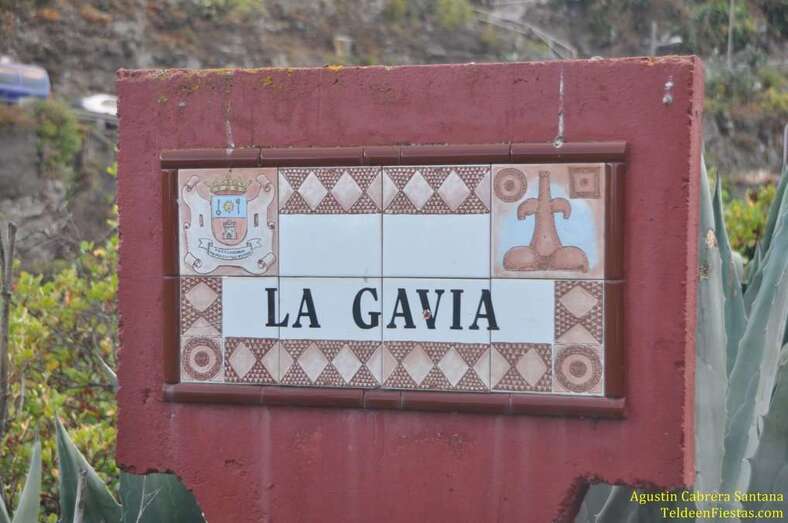 LA GAVIA
Agustin Cabrera Santana
TeldeenFiestas.com